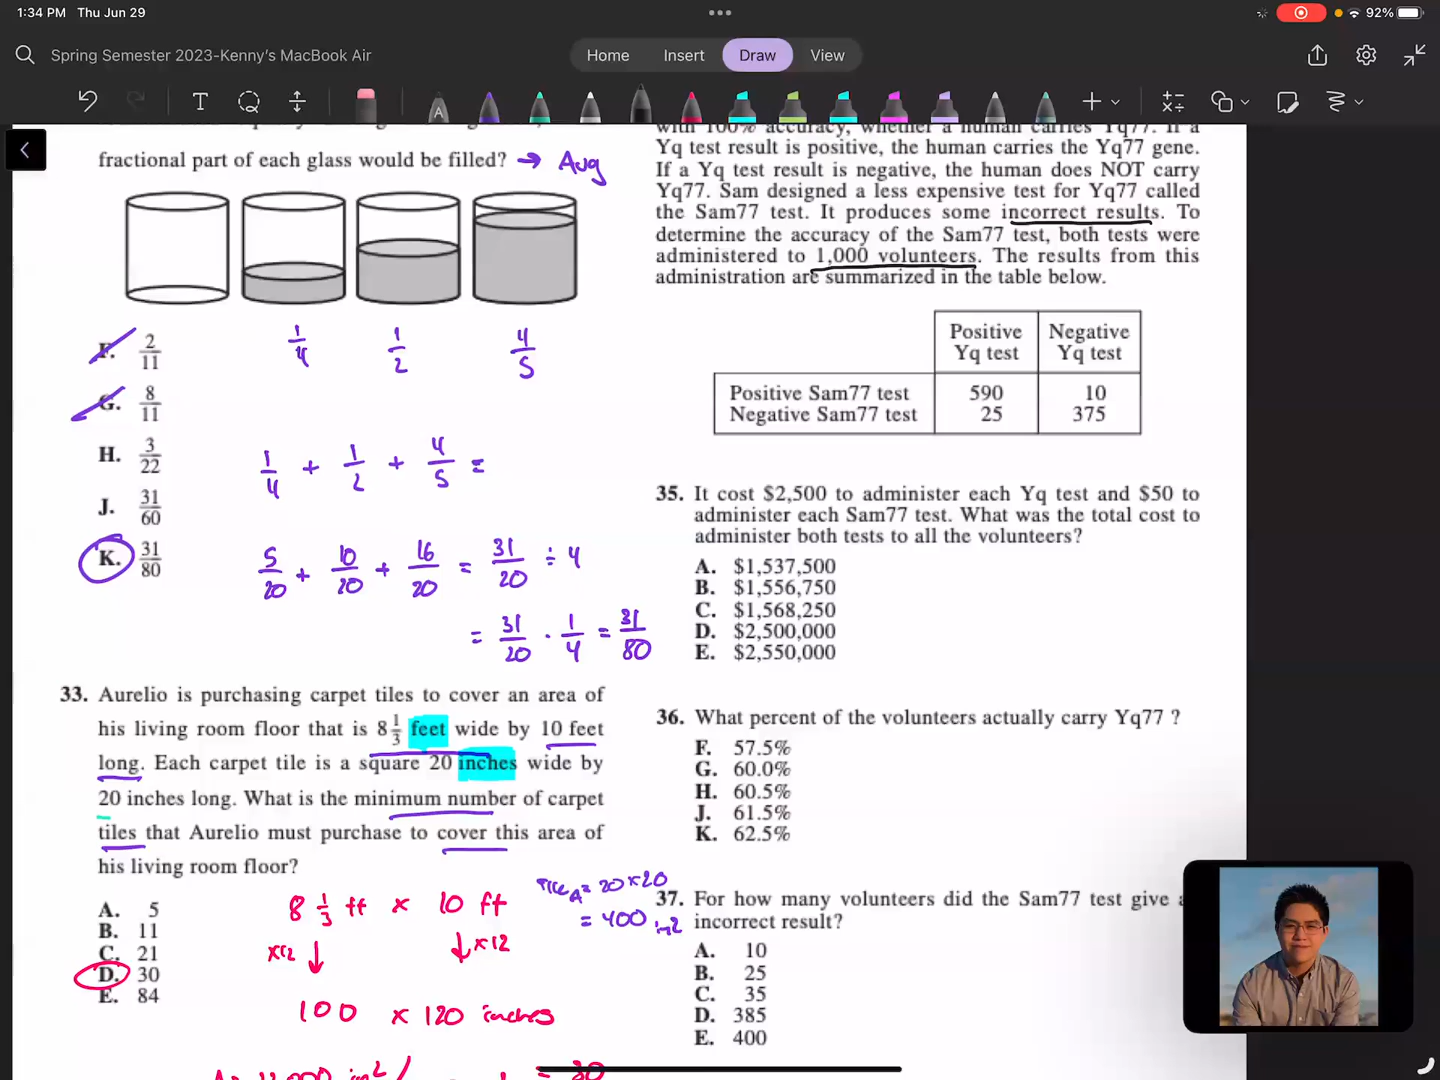 1:34 PM Thu Jun 29
92%
Spring Semester 2023-Kenny's MacBook Air
Home Insert Draw View
T
A
fractional part of each glass would be filled? → Avg
1/4 1/2 4/5
F. 2/11
G. 8/11
H. 3/22
J. 31/60
K. 31/80
1/4 + 1/2 + 4/5 =
5/20 + 10/20 + 16/20 = 31/20 ÷ 4
= 31/20 · 1/4 = 31/80
33. Aurelio is purchasing carpet tiles to cover an area of
his living room floor that is 8 1/3 feet wide by 10 feet
long. Each carpet tile is a square 20 inches wide by
20 inches long. What is the minimum number of carpet
tiles that Aurelio must purchase to cover this area of
his living room floor?
A. 5
B. 11
C. 21
D. 30
E. 84
8 1/3 ft × 10 ft
x12 ↓ ↓ x12
100 × 120 inches
= 20 × 20
= 400 in2
= 30
with 100% accuracy, whether a human carries Yq77. If a
Yq test result is positive, the human carries the Yq77 gene.
If a Yq test result is negative, the human does NOT carry
Yq77. Sam designed a less expensive test for Yq77 called
the Sam77 test. It produces some incorrect results. To
determine the accuracy of the Sam77 test, both tests were
administered to 1,000 volunteers. The results from this
administration are summarized in the table below.
Positive Yq test Negative Yq test
Positive Sam77 test 590 10
Negative Sam77 test 25 375
35. It cost $2,500 to administer each Yq test and $50 to
administer each Sam77 test. What was the total cost to
administer both tests to all the volunteers?
A. $1,537,500
B. $1,556,750
C. $1,568,250
D. $2,500,000
E. $2,550,000
36. What percent of the volunteers actually carry Yq77 ?
F. 57.5%
G. 60.0%
H. 60.5%
J. 61.5%
K. 62.5%
37. For how many volunteers did the Sam77 test give
incorrect result?
A. 10
B. 25
C. 35
D. 385
E. 400